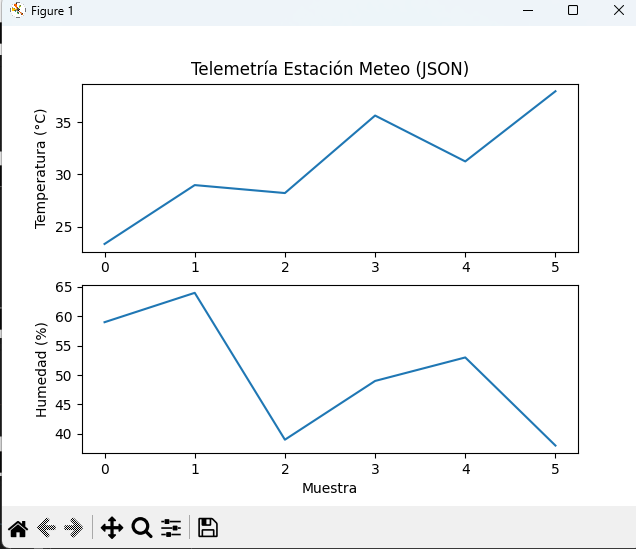 Figure 1
Telemetría Estación Meteo (JSON)
Temperatura (°C)
35
30
25
0 1 2 3 4 5
Humedad (%)
65
60
55
50
45
40
0 1 2 3 4 5
Muestra